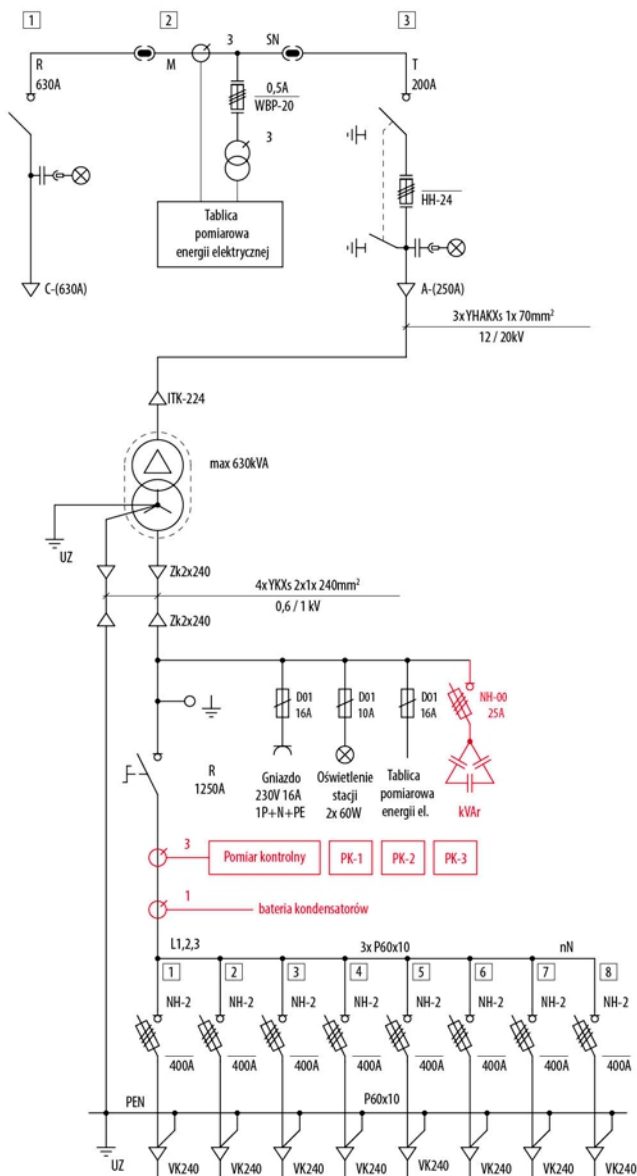 1
2
3
R
630A
M
3
SN
T
200A
0,5A
WBP-20
3
HH-24
Tablica
pomiarowa
energii elektrycznej
C-(630A)
A-(250A)
3x YHAKXs 1x 70mm²
12 / 20kV
ITK-224
max 630kVA
UZ
Zk2x240
4x YKXs 2x1x 240mm²
0,6 / 1 kV
Zk2x240
D01
16A
D01
10A
D01
16A
NH-00
25A
R
1250A
Gniazdo
230V 16A
1P+N+PE
Oświetlenie
stacji
2x 60W
Tablica
pomiarowa
energii el.
kVAr
3
Pomiar kontrolny
PK-1
PK-2
PK-3
1
bateria kondensatorów
L1,2,3
3x P60x10
nN
1
2
3
4
5
6
7
8
NH-2
NH-2
NH-2
NH-2
NH-2
NH-2
NH-2
NH-2
400A
400A
400A
400A
400A
400A
400A
400A
PEN
P60x10
UZ
VK240
VK240
VK240
VK240
VK240
VK240
VK240
VK240